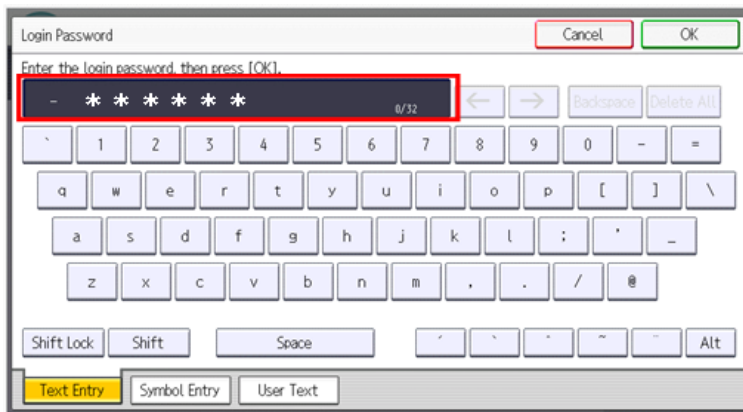 Login Password Cancel OK
Enter the login password, then press [OK].
- ****** 0/32 ← → Backspace Delete All
` 1 2 3 4 5 6 7 8 9 0 - =
q w e r t y u i o p [ ] \
a s d f g h j k l ; ' _
z x c v b n m , . / @
Shift Lock Shift Space ´ ` ^ ~ ¨ Alt
Text Entry Symbol Entry User Text